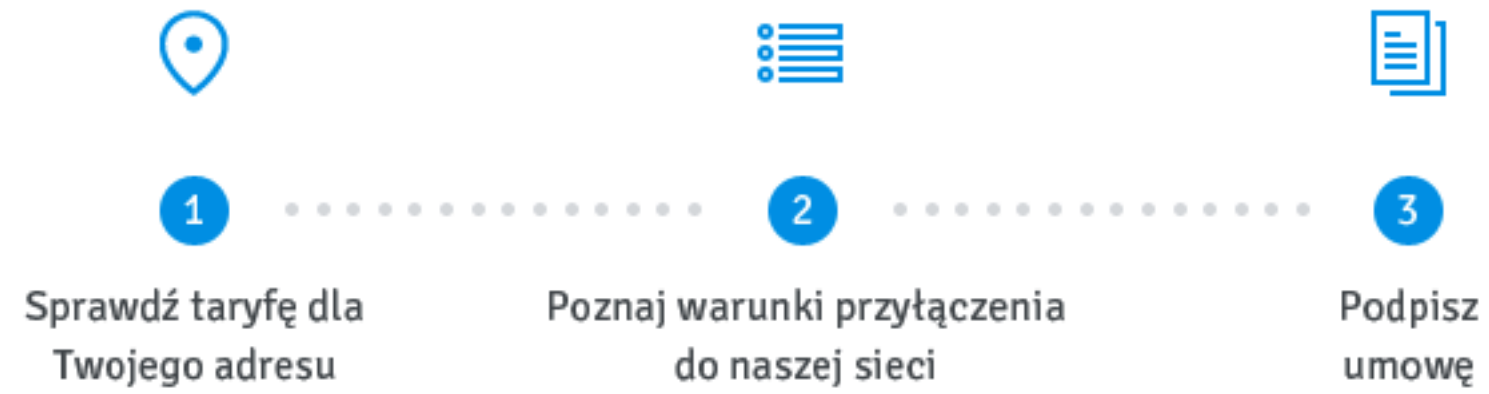 1
2
3
Sprawdź taryfę dla
Twojego adresu
Poznaj warunki przyłączenia
do naszej sieci
Podpisz
umowę